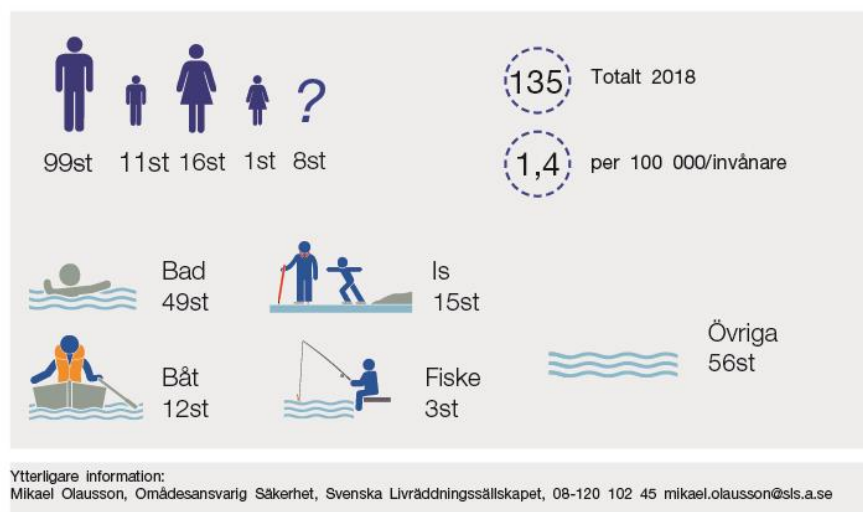 135 Totalt 2018
99st 11st 16st 1st 8st
?
1,4 per 100 000/invånare
Bad
49st
Is
15st
Båt
12st
Fiske
3st
Övriga
56st
Ytterligare information:
Mikael Olausson, Omådesansvarig Säkerhet, Svenska Livräddningssällskapet, 08-120 102 45 mikael.olausson@sls.a.se